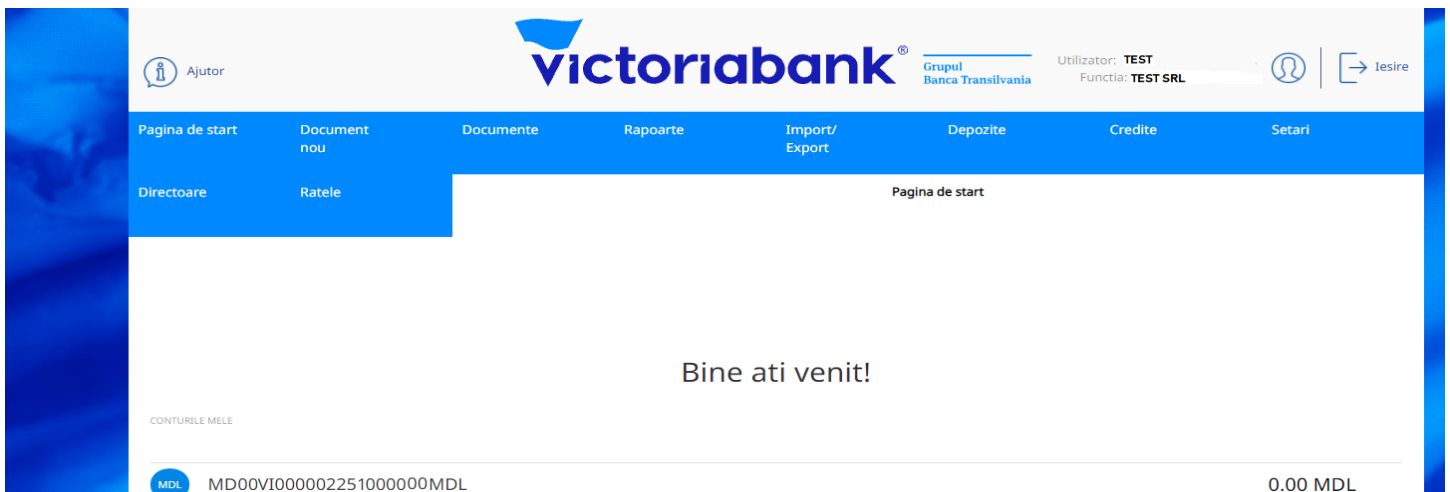 Ajutor
victoriabank®
Grupul
Banca Transilvania
Utilizator: TEST
Functia: TEST SRL
Iesire
Pagina de start
Document
nou
Documente
Rapoarte
Import/
Export
Depozite
Credite
Setari
Directoare
Ratele
Pagina de start
Bine ati venit!
CONTURILE MELE
MDL MD00VI000002251000000MDL 0.00 MDL